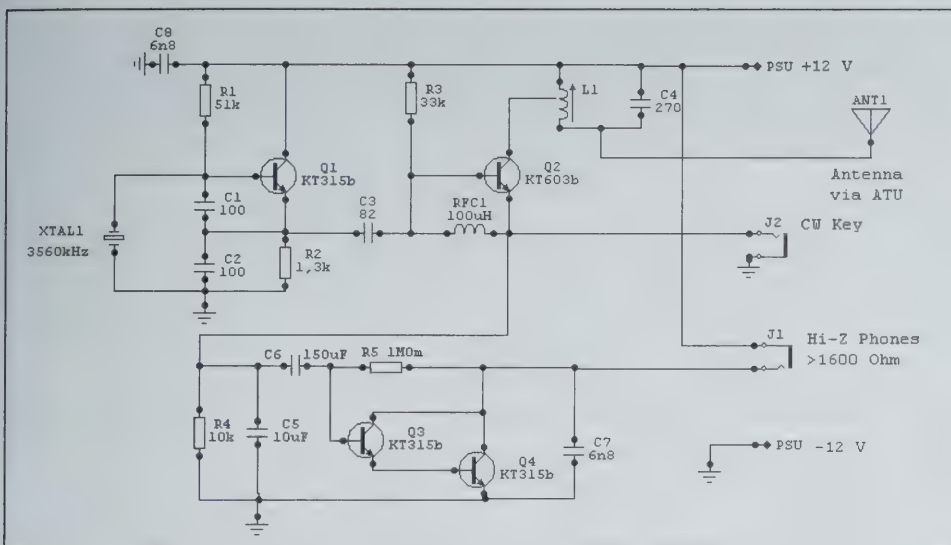 C8
6n8
PSU +12 V
R1
51k
R3
33k
L1
C4
270
ANT1
Q1
KT315b
Q2
KT603b
Antenna
via ATU
C1
100
C3
82
RFC1
100uH
J2
CW Key
XTAL1
3560kHz
C2
100
R2
1,3k
J1
Hi-Z Phones
>1600 Ohm
C6
150uF
R5 1M0m
R4
10k
C5
10uF
Q3
KT315b
Q4
KT315b
C7
6n8
PSU -12 V